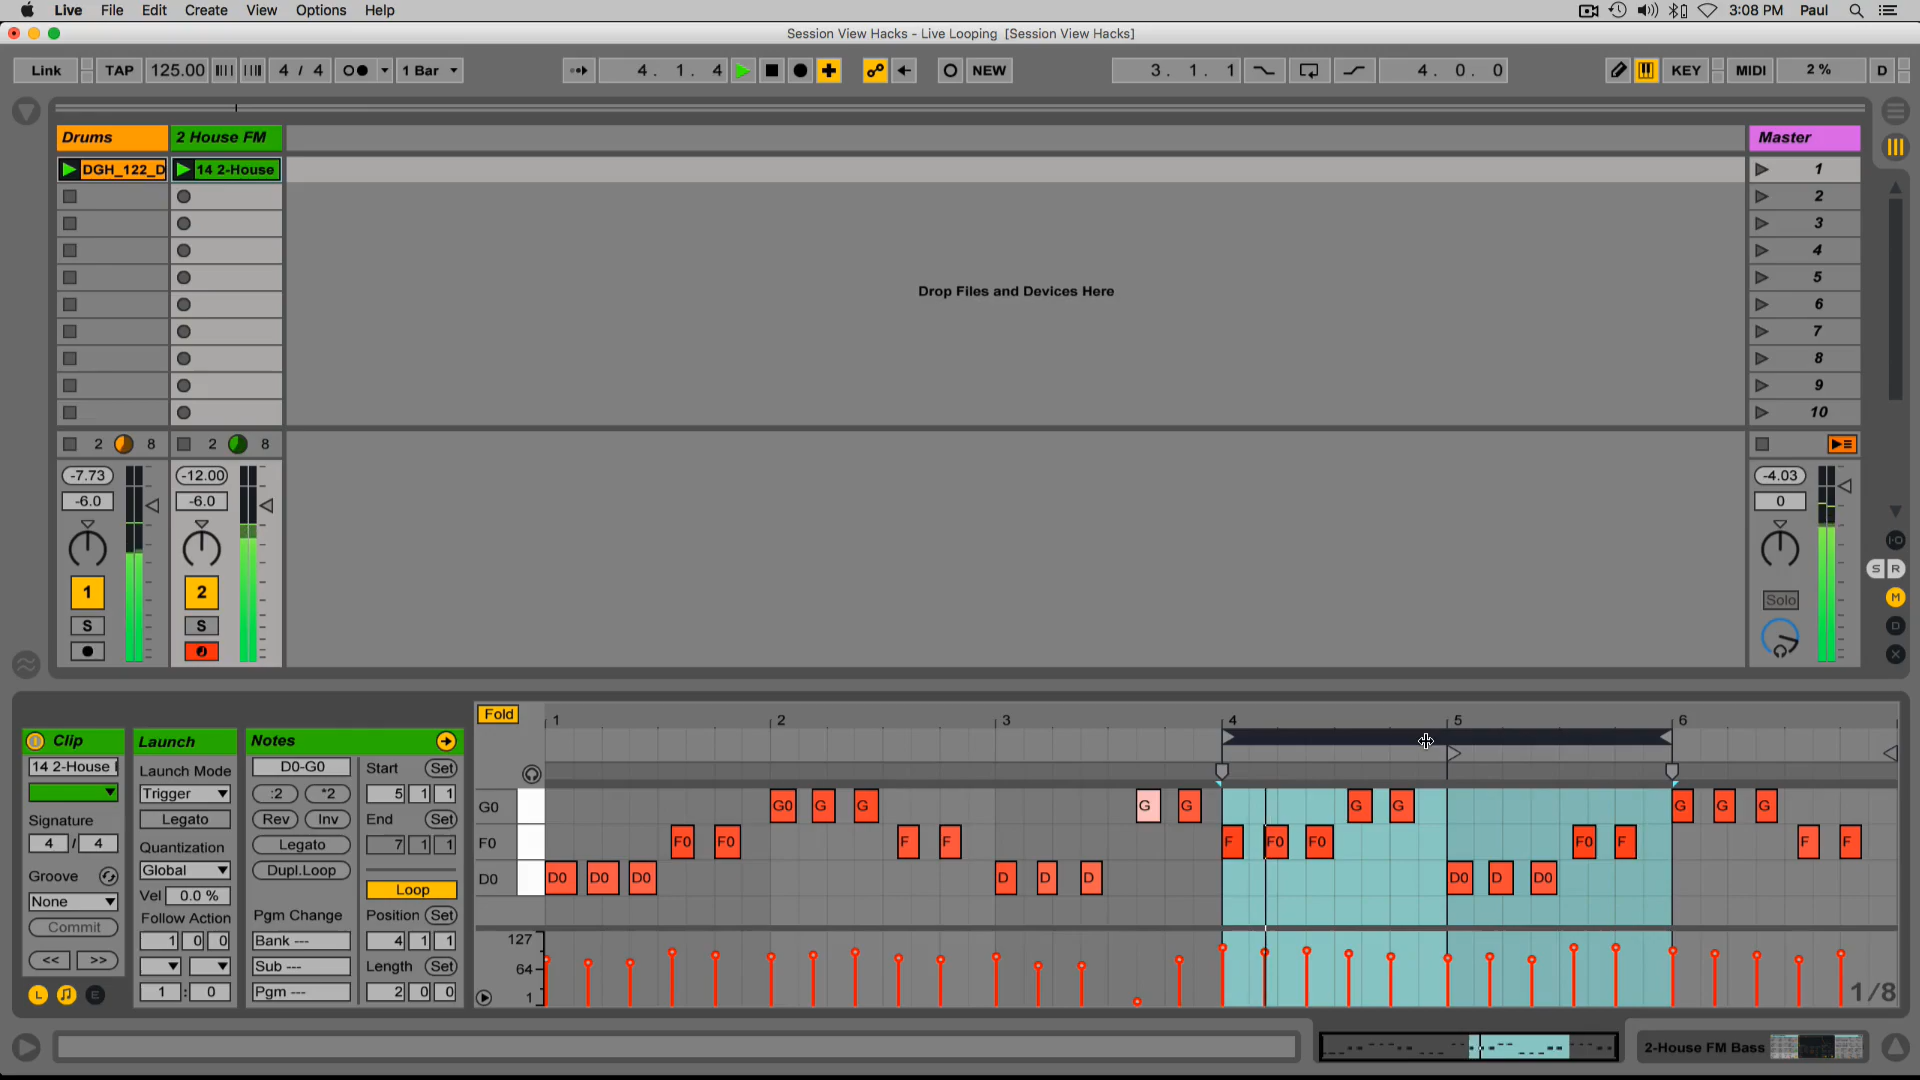 Live File Edit Create View Options Help 3:08 PM Paul
Session View Hacks - Live Looping [Session View Hacks]
Link TAP 125.00 4 / 4 1 Bar 4. 1. 4 NEW 3. 1. 1 4. 0. 0 KEY MIDI 2 % D
Drums 2 House FM Master
DGH_122_D 14 2-House 1
2
3
4
Drop Files and Devices Here
5
6
7
8
9
10
2 8 2 8
-7.73 -12.00 -4.03
-6.0 -6.0 0
I·O
S R
1 2 Solo M
S S D
X
Fold 1 2 3 4 5 6
Clip Launch Notes
14 2-House Launch Mode D0-G0 Start Set
Trigger :2 *2 5 1 1
Signature Legato Rev Inv End Set
4 / 4 Quantization Legato 7 1 1
Groove Global Dupl.Loop
None Vel 0.0 % Loop
Commit Follow Action Pgm Change Position Set
1 0 0 Bank --- 4 1 1
<< >> Sub --- Length Set
L E 1 : 0 Pgm --- 2 0 0
G0 G0 G G G G G G G G G
F0 F0 F0 F F F F0 F0 F0 F F F
D0 D0 D0 D0 D D D D0 D D0
127
64
1
1/8
2-House FM Bass